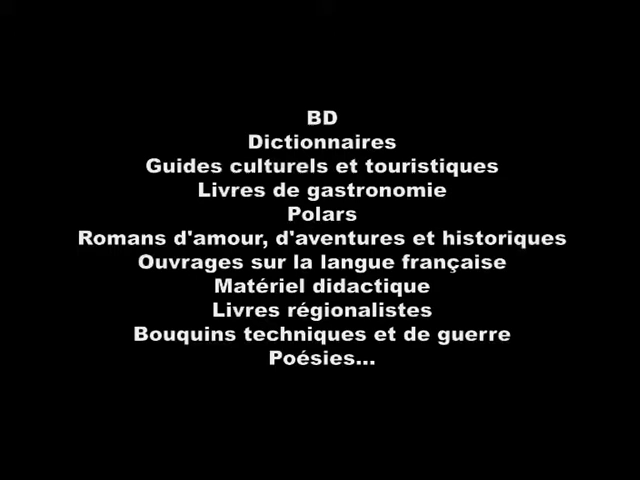 BD
Dictionnaires
Guides culturels et touristiques
Livres de gastronomie
Polars
Romans d'amour, d'aventures et historiques
Ouvrages sur la langue française
Matériel didactique
Livres régionalistes
Bouquins techniques et de guerre
Poésies...